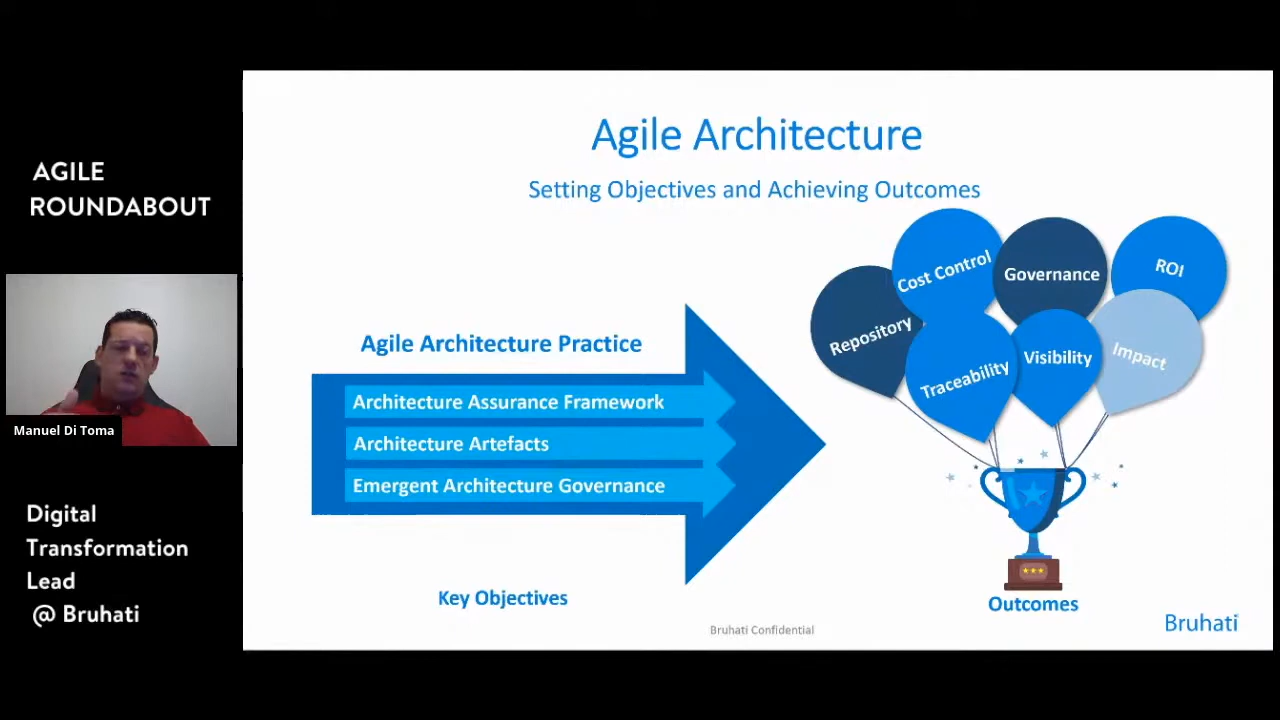 AGILE
ROUNDABOUT
Manuel Di Toma
Digital
Transformation
Lead
@ Bruhati
Agile Architecture
Setting Objectives and Achieving Outcomes
Agile Architecture Practice
Architecture Assurance Framework
Architecture Artefacts
Emergent Architecture Governance
Key Objectives
Repository
Cost Control
Governance
ROI
Traceability
Visibility
Impact
Outcomes
Bruhati Confidential
Bruhati